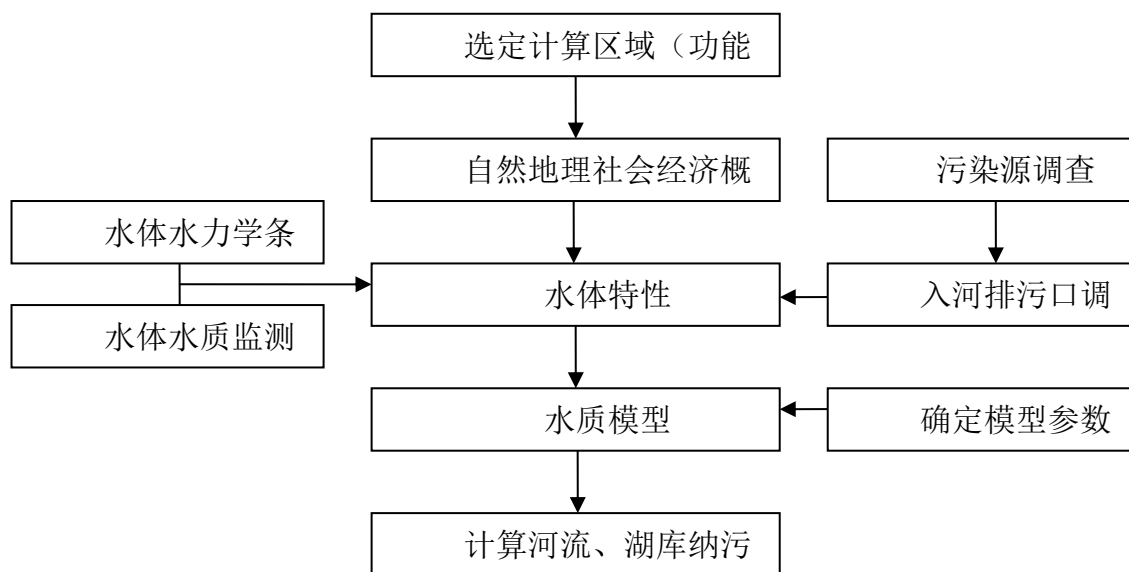 选定计算区域（功能
自然地理社会经济概
污染源调查
水体水力学条
水体特性
入河排污口调
水体水质监测
水质模型
确定模型参数
计算河流、湖库纳污